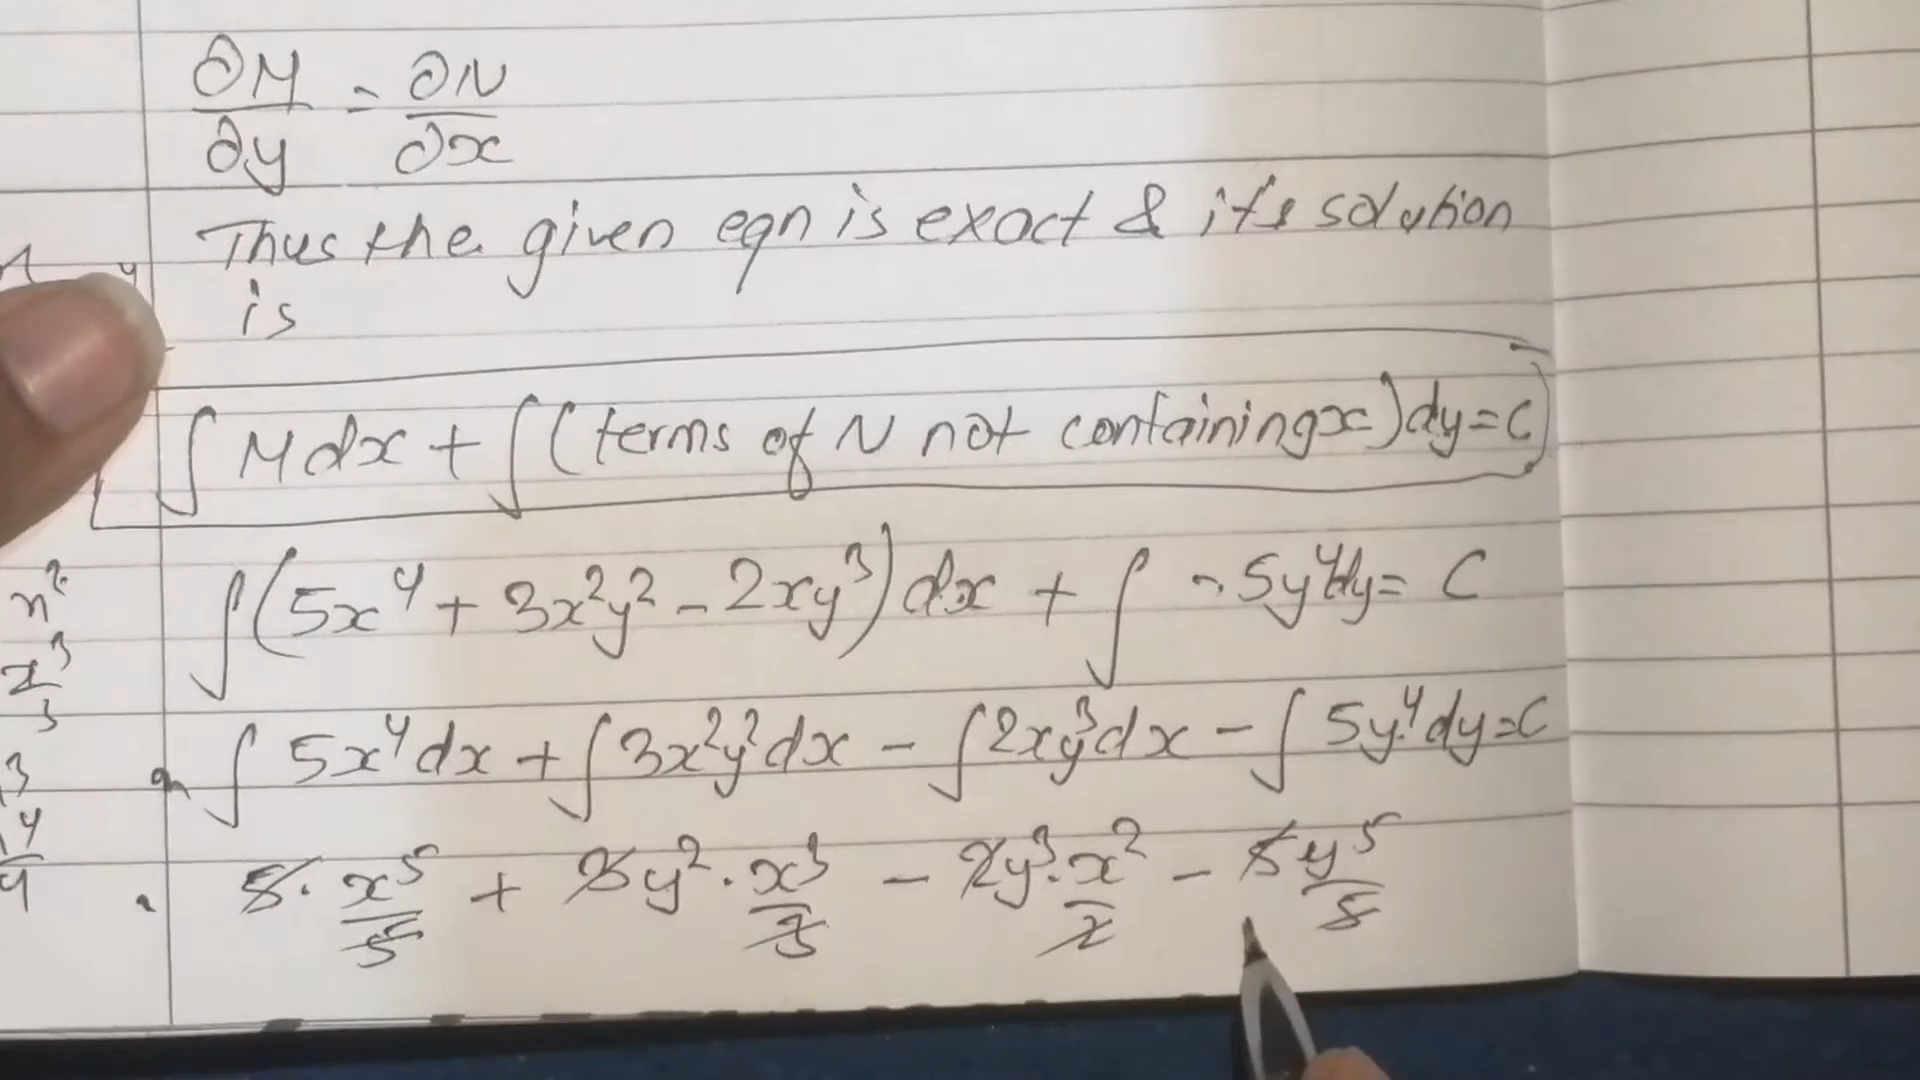 ∂M/∂y = ∂N/∂x
Thus the given eqn is exact & it's solution
is
∫ M dx + ∫ (terms of N not containing x) dy = C
∫ (5x⁴ + 3x²y² - 2xy³) dx + ∫ -5y⁴ dy = C
∫ 5x⁴ dx + ∫ 3x²y² dx - ∫ 2xy³ dx - ∫ 5y⁴ dy = C
5 · x⁵/5 + 3y² · x³/3 - 2y³ · x²/2 - 5y⁵/5